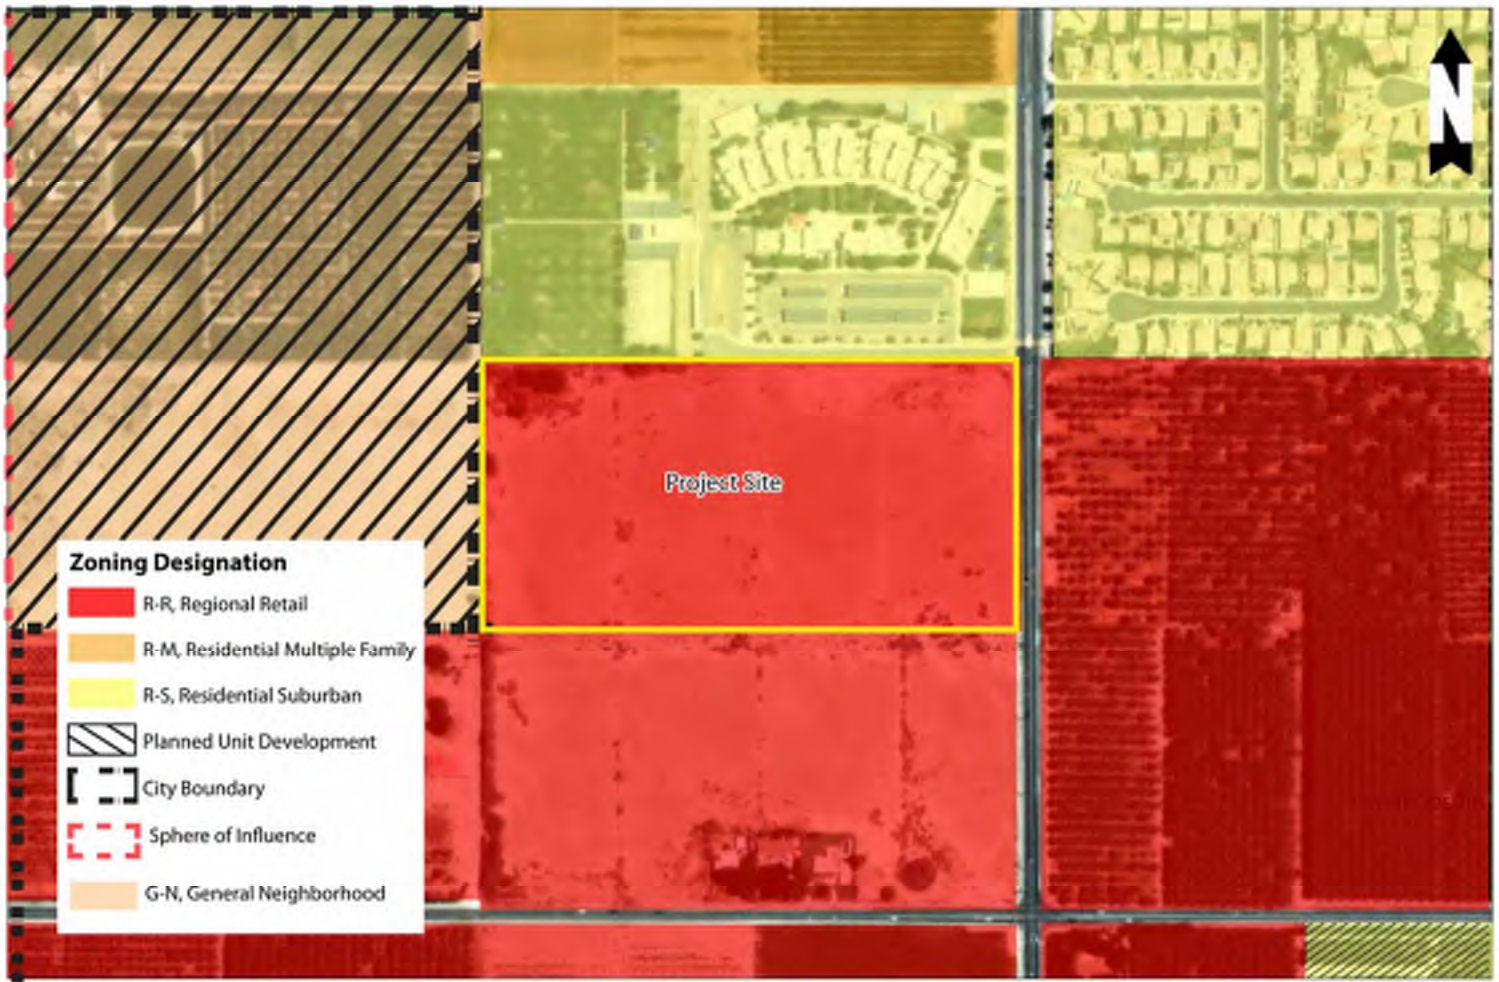 N
Project Site
Zoning Designation
R-R, Regional Retail
R-M, Residential Multiple Family
R-S, Residential Suburban
Planned Unit Development
City Boundary
Sphere of Influence
G-N, General Neighborhood